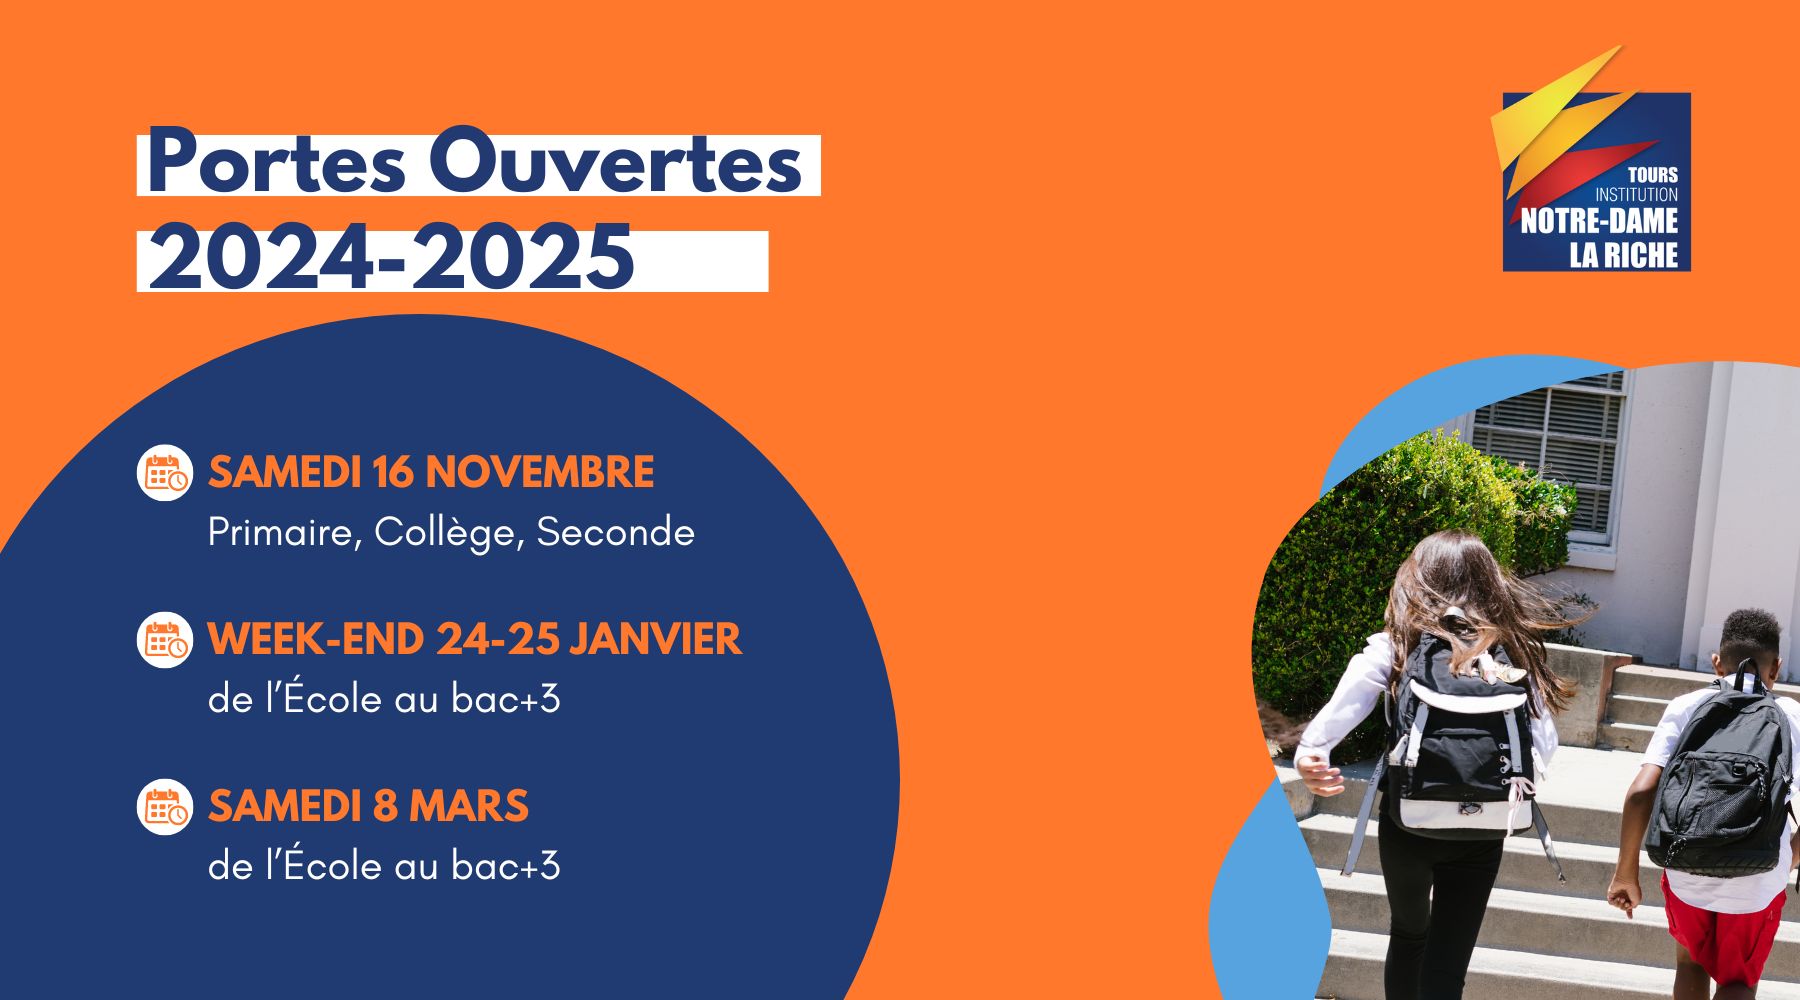 Portes Ouvertes
2024-2025
TOURS
INSTITUTION
NOTRE-DAME
LA RICHE
SAMEDI 16 NOVEMBRE
Primaire, Collège, Seconde
WEEK-END 24-25 JANVIER
de l'École au bac+3
SAMEDI 8 MARS
de l'École au bac+3